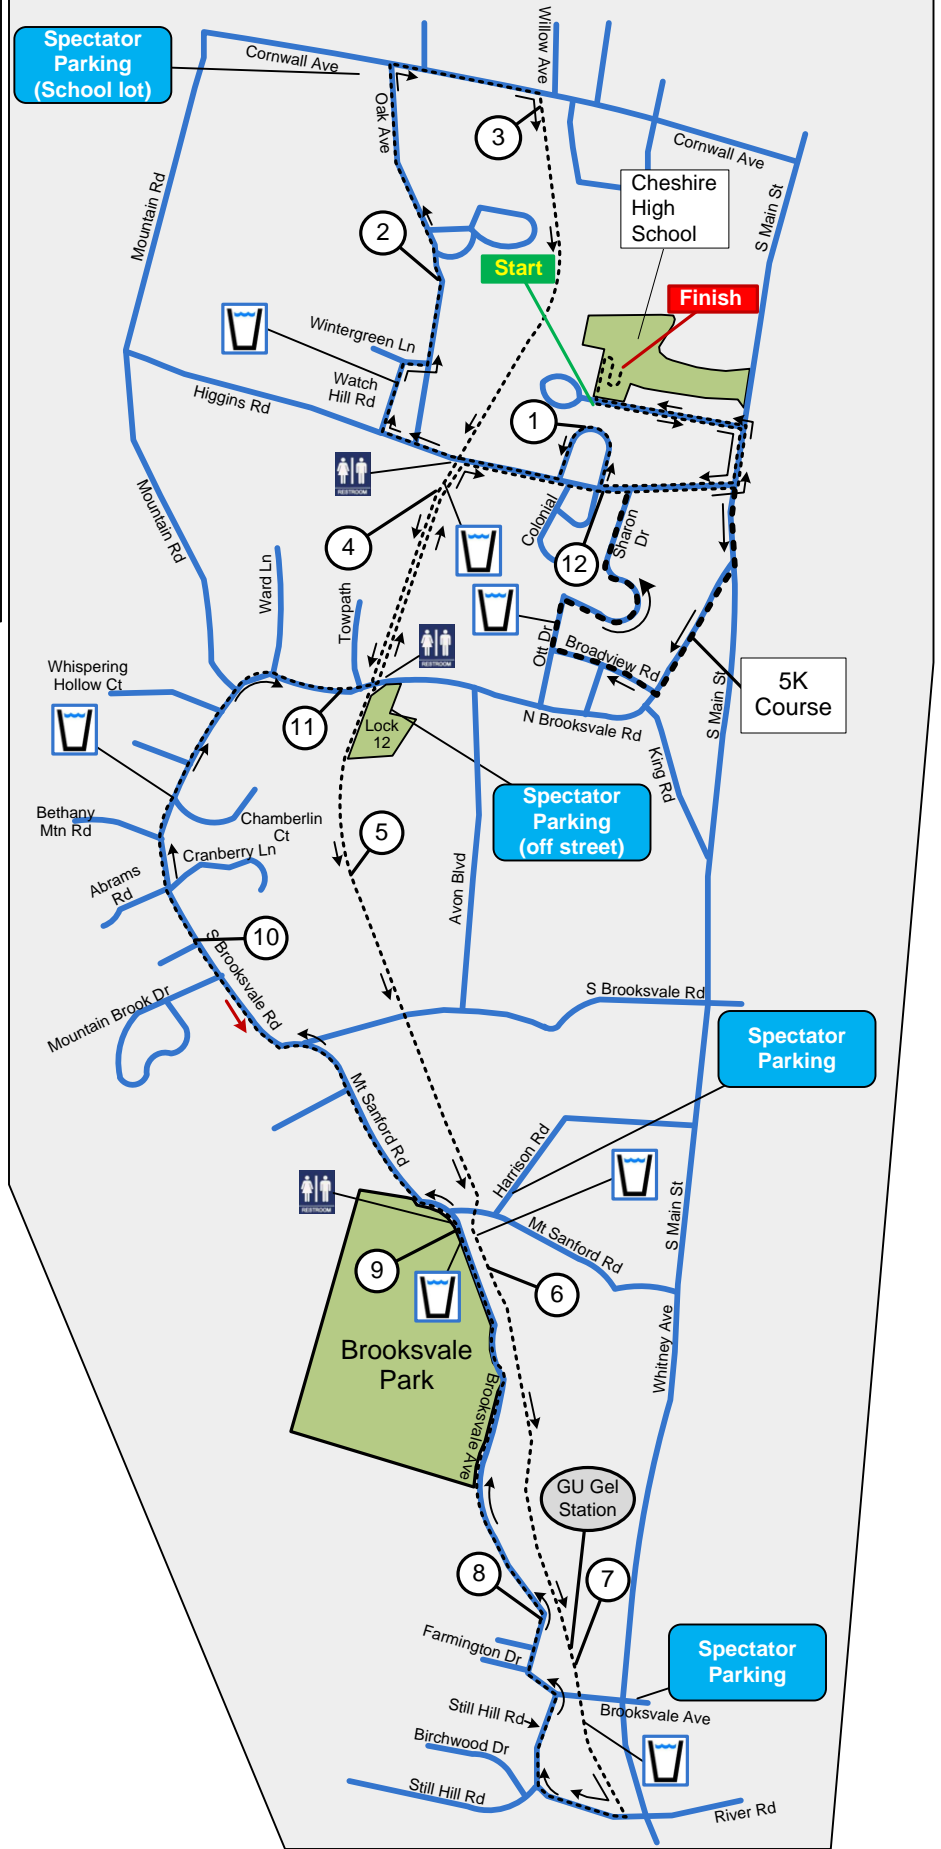 Spectator
Parking
(School lot)
Cornwall Ave
Willow Ave
Oak Ave
3
Cornwall Ave
Mountain Rd
Cheshire
High
School
S Main St
2
Start
Finish
Wintergreen Ln
Watch
Hill Rd
Higgins Rd
1
RESTROOM
Mountain Rd
4
Colonial
12
Sharon
Dr
Ward Ln
Towpath
RESTROOM
Ott Dr
Broadview Rd
5K
Course
Whispering
Hollow Ct
11
Lock
12
N Brooksvale Rd
S Main St
King Rd
Spectator
Parking
(off street)
Bethany
Mtn Rd
Chamberlin
Ct
5
Cranberry Ln
Abrams
Rd
Avon Blvd
10
S Brooksvale Rd
S Brooksvale Rd
Mountain Brook Dr
Spectator
Parking
Mt Sanford Rd
Harrison Rd
RESTROOM
Mt Sanford Rd
S Main St
9
6
Brooksvale
Park
Whitney Ave
Brooksvale Ave
GU Gel
Station
8
7
Farmington Dr
Spectator
Parking
Still Hill Rd
Brooksvale Ave
Birchwood Dr
Still Hill Rd
River Rd